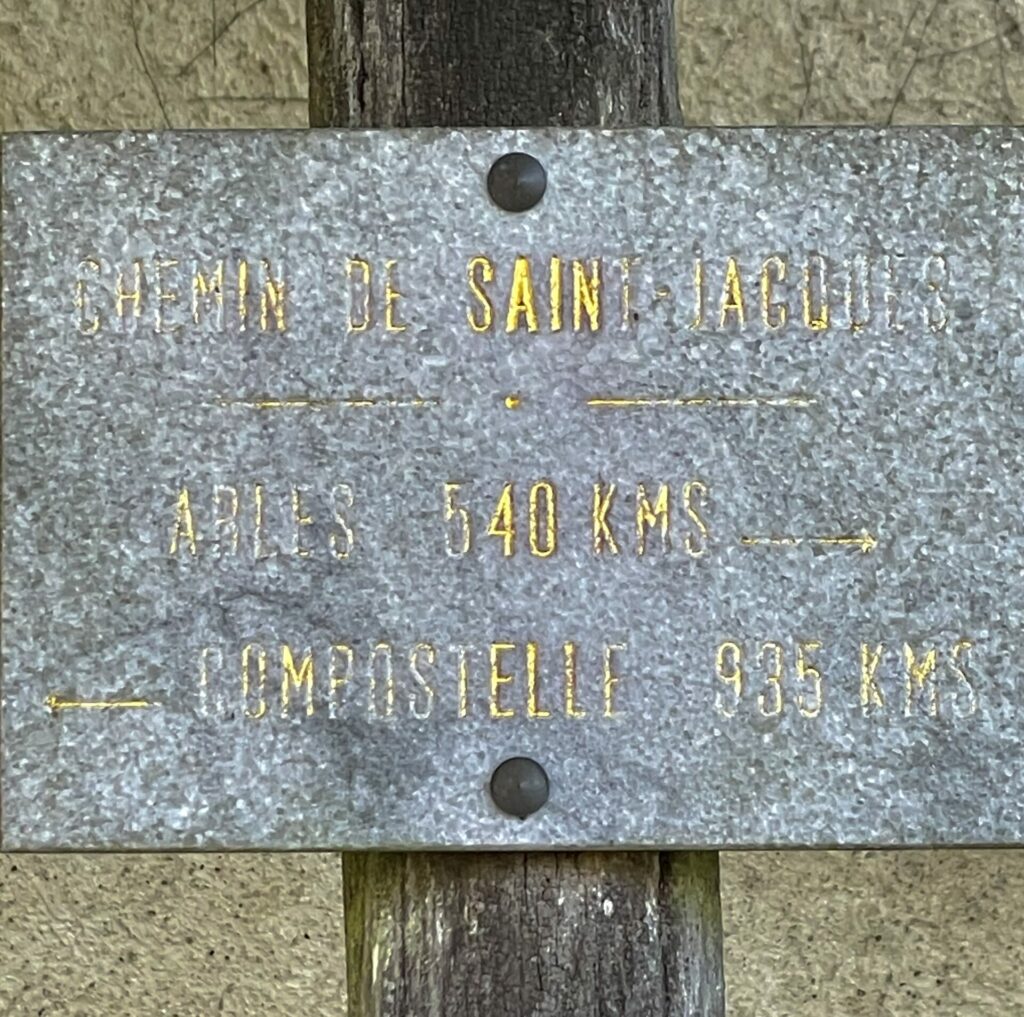 CHEMIN DE SAINT-JACQUES
ARLES 540 KMS →
← COMPOSTELLE 935 KMS